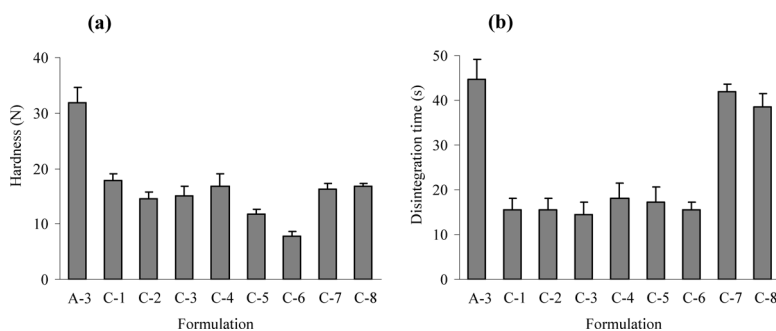 (a)
Hardness (N)
40
30
20
10
0
A-3 C-1 C-2 C-3 C-4 C-5 C-6 C-7 C-8
Formulation
(b)
Disintegration time (s)
50
40
30
20
10
0
A-3 C-1 C-2 C-3 C-4 C-5 C-6 C-7 C-8
Formulation